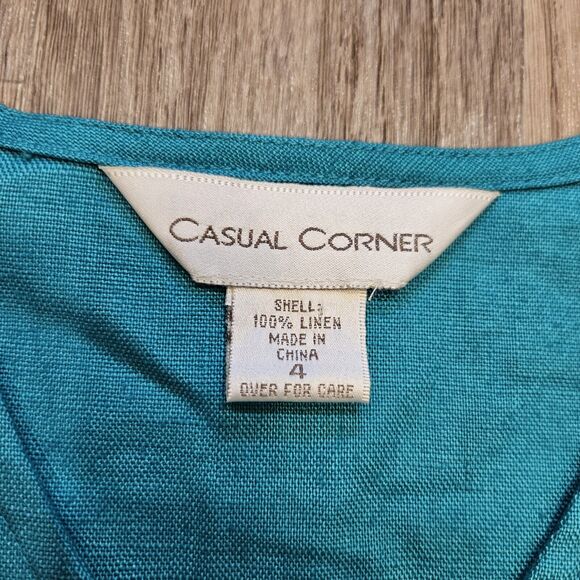 CASUAL CORNER
SHELL:
100% LINEN
MADE IN
CHINA
4
OVER FOR CARE